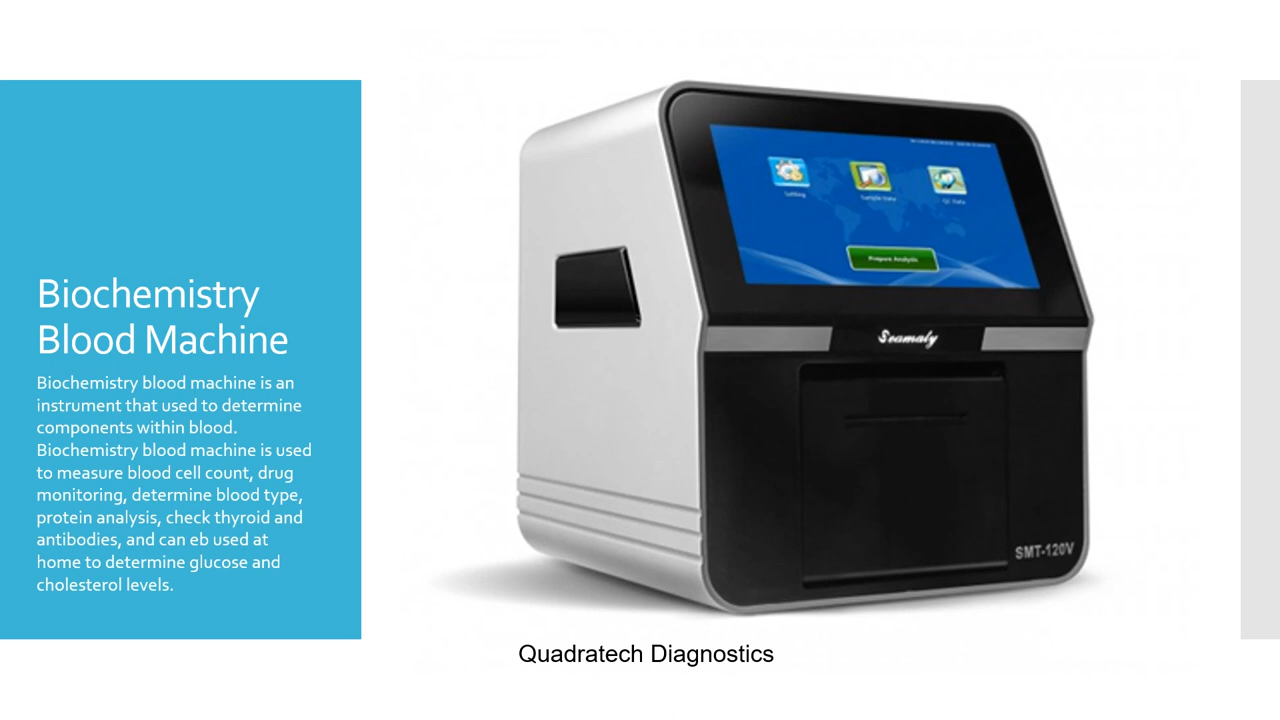 Biochemistry
Blood Machine
Biochemistry blood machine is an
instrument that used to determine
components within blood.
Biochemistry blood machine is used
to measure blood cell count, drug
monitoring, determine blood type,
protein analysis, check thyroid and
antibodies, and can eb used at
home to determine glucose and
cholesterol levels.
Setting
Sample Data
QC Data
Prepare Analysis
Seamaty
SMT-120V
Quadratech Diagnostics